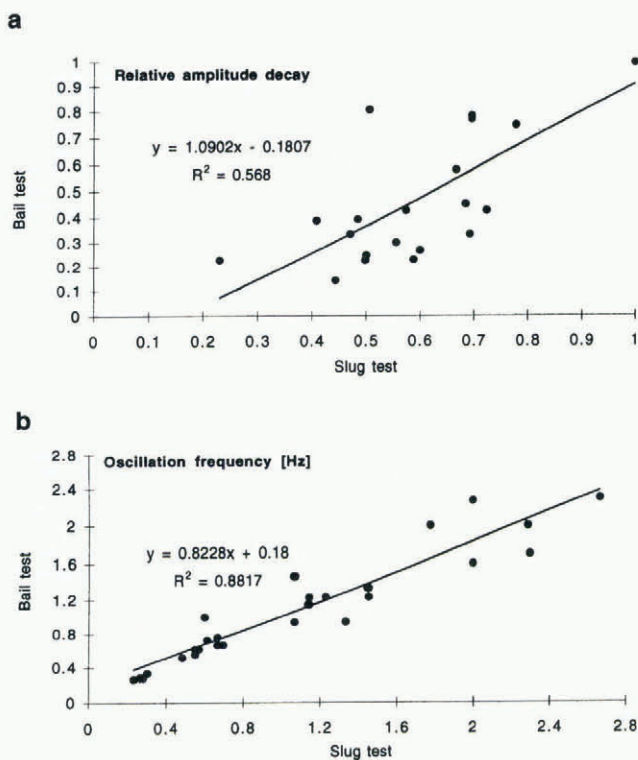 a
Relative amplitude decay
1
0.9
0.8
0.7
0.6
0.5
0.4
0.3
0.2
0.1
0
Bail test
y = 1.0902x - 0.1807
R² = 0.568
0 0.1 0.2 0.3 0.4 0.5 0.6 0.7 0.8 0.9 1
Slug test
b
Oscillation frequency [Hz]
2.8
2.4
2
1.6
1.2
0.8
0.4
0
Bail test
y = 0.8228x + 0.18
R² = 0.8817
0 0.4 0.8 1.2 1.6 2 2.4 2.8
Slug test